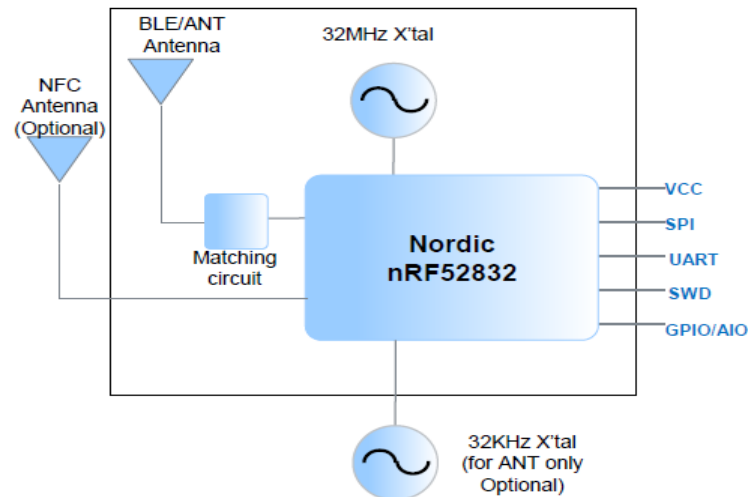 BLE/ANT
Antenna
32MHz X'tal
NFC
Antenna
(Optional)
Matching
circuit
Nordic
nRF52832
VCC
SPI
UART
SWD
GPIO/AIO
32KHz X'tal
(for ANT only
Optional)